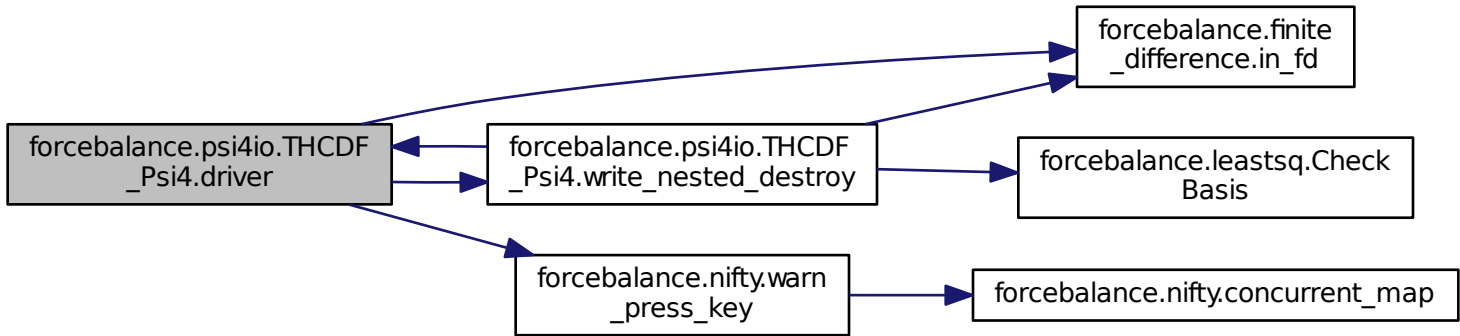 forcebalance.finite
_difference.in_fd
forcebalance.psi4io.THCDF
_Psi4.driver
forcebalance.psi4io.THCDF
_Psi4.write_nested_destroy
forcebalance.leastsq.Check
Basis
forcebalance.nifty.warn
_press_key
forcebalance.nifty.concurrent_map